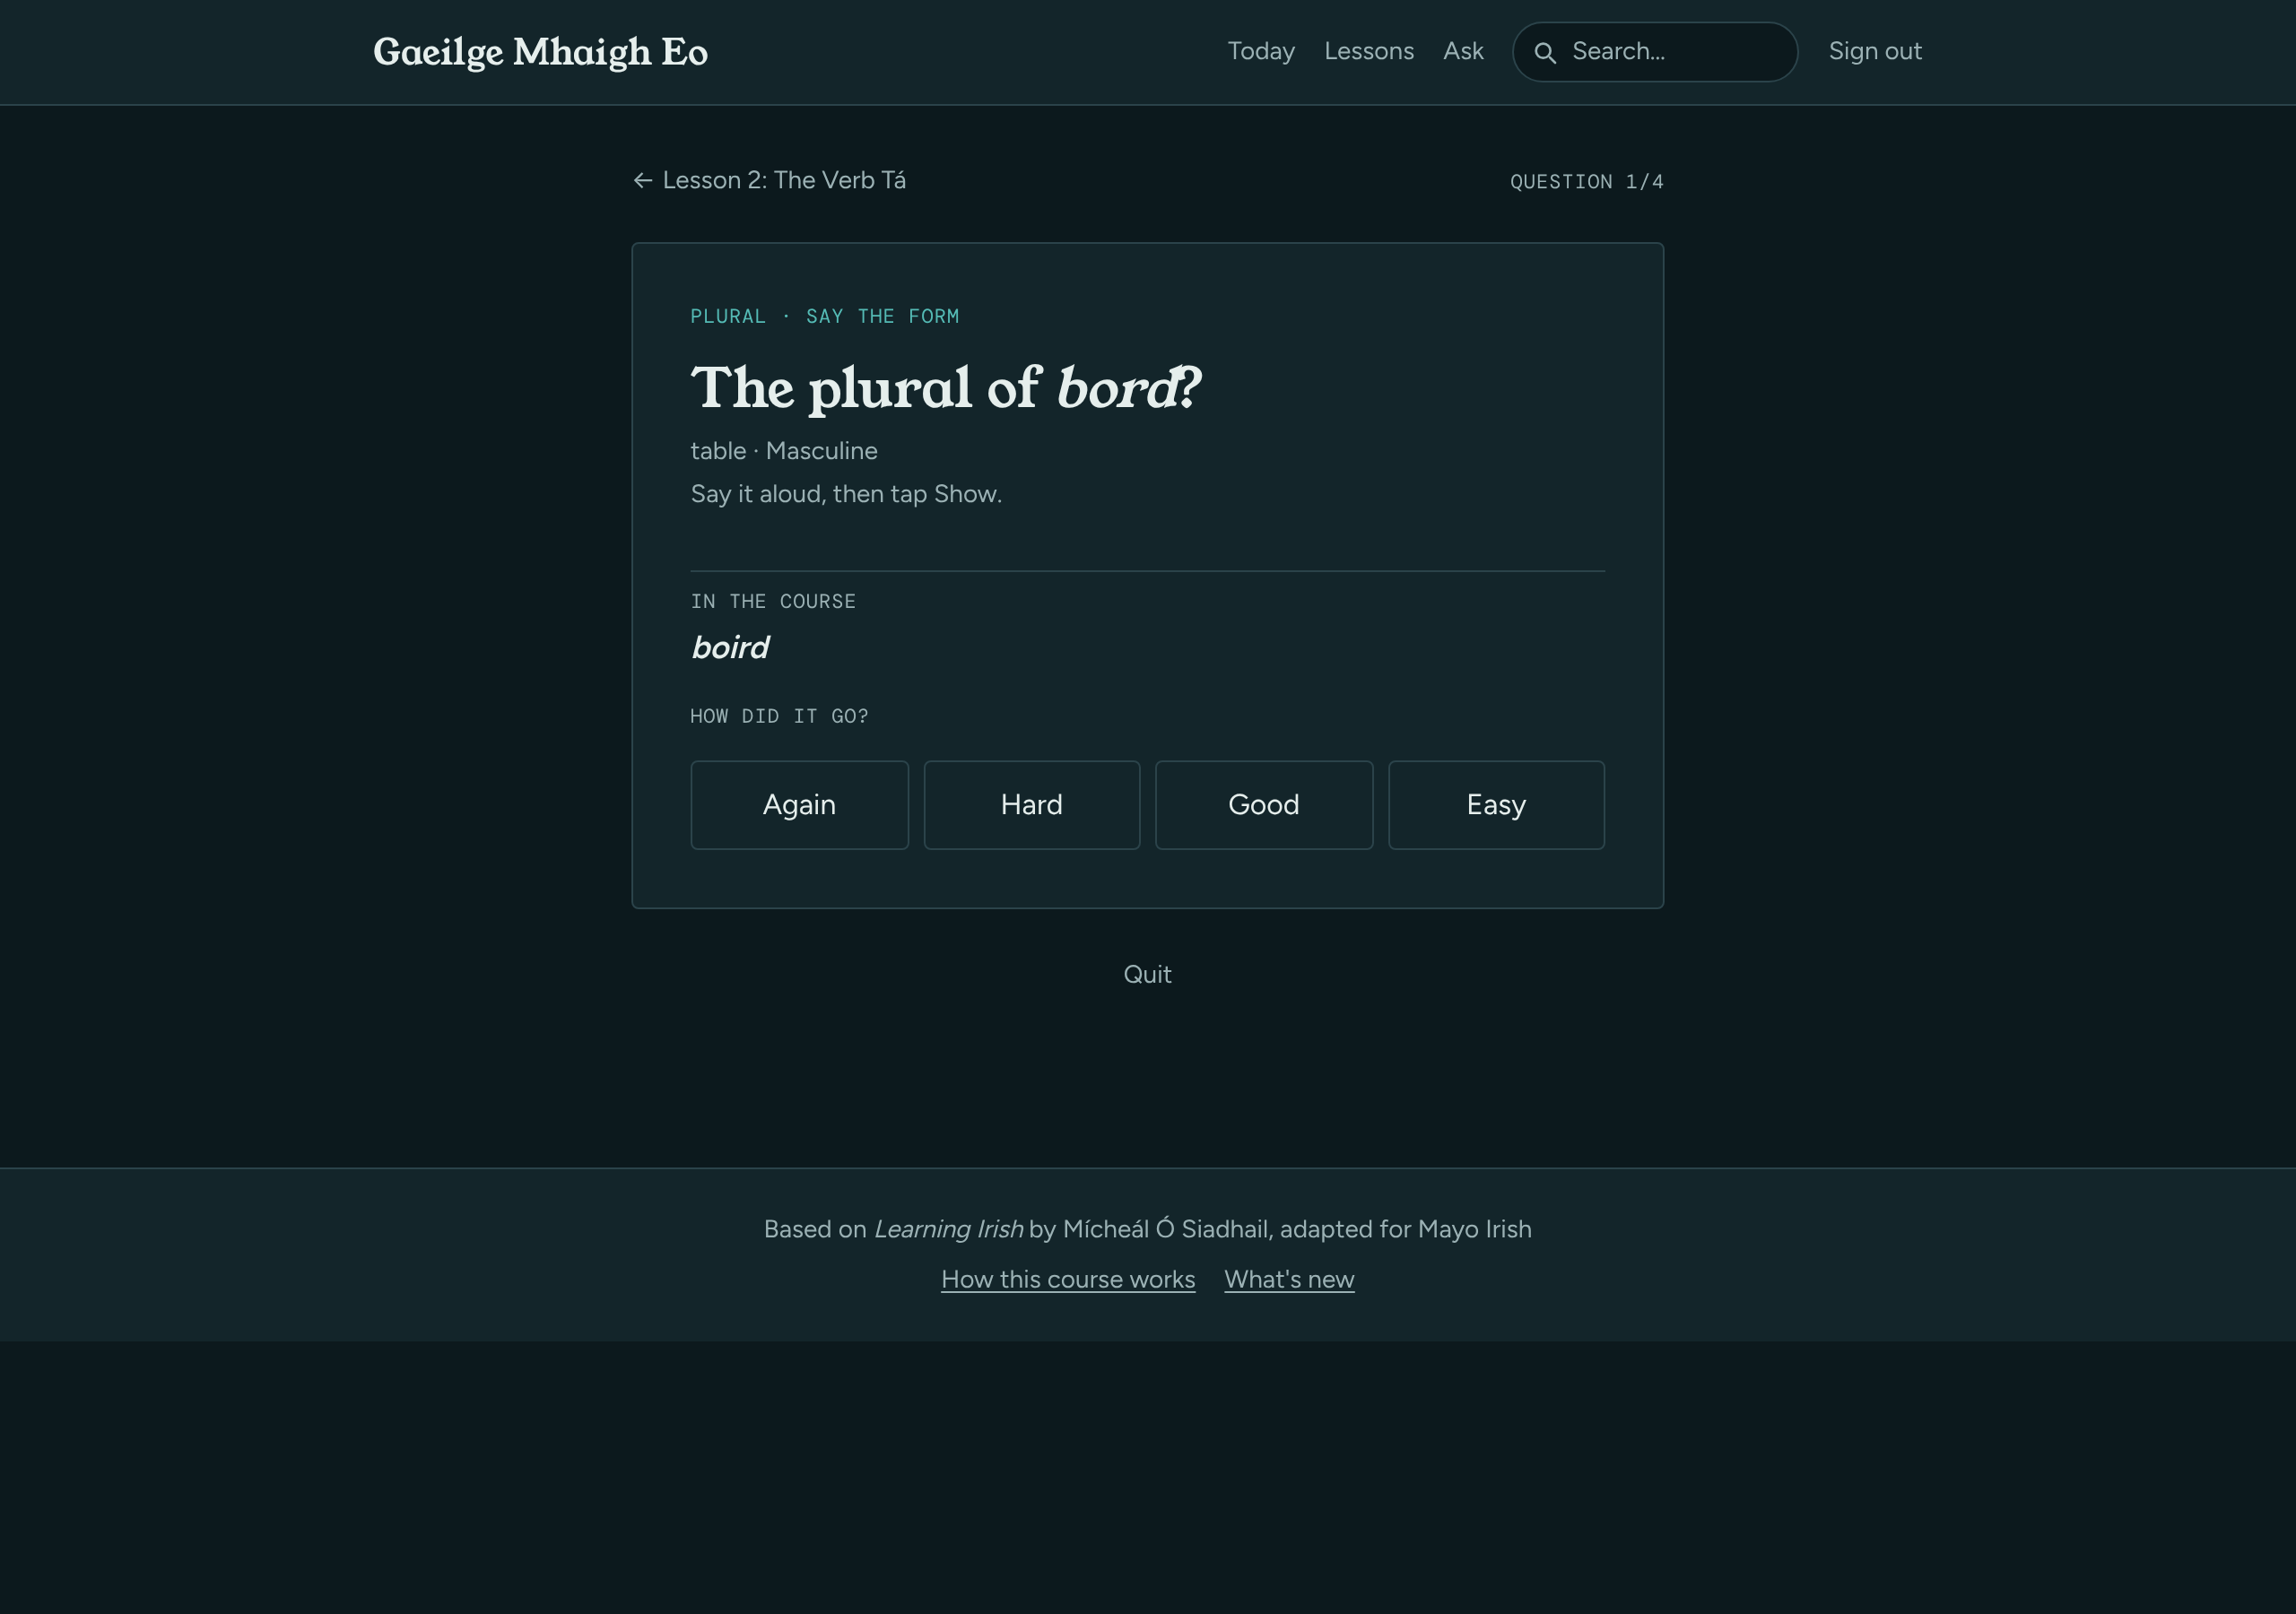 Gaeilge Mhaigh Eo
Today Lessons Ask Search... Sign out
← Lesson 2: The Verb Tá
QUESTION 1/4
PLURAL · SAY THE FORM
The plural of bord?
table · Masculine
Say it aloud, then tap Show.
IN THE COURSE
boird
HOW DID IT GO?
Again Hard Good Easy
Quit
Based on Learning Irish by Mícheál Ó Siadhail, adapted for Mayo Irish
How this course works What's new